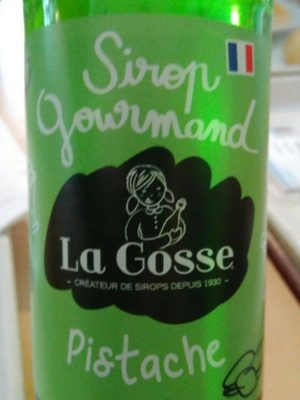 Sirop
Gourmand
La Gosse
- CRÉATEUR DE SIROPS DEPUIS 1930 -
Pistache